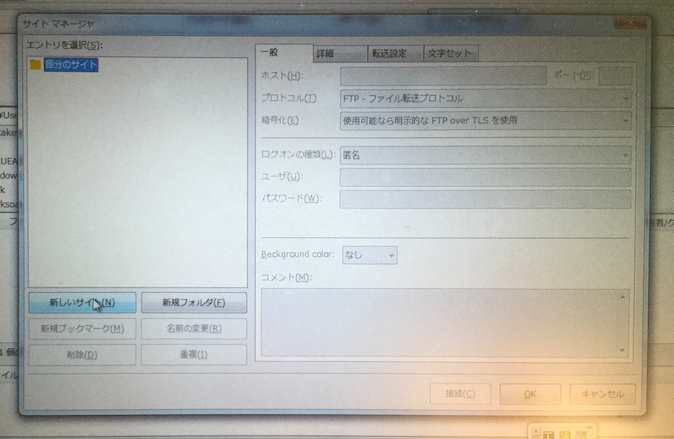 サイト マネージャ
エントリを選択(S):
自分のサイト
新しいサイト(N)
新規フォルダ(F)
新規ブックマーク(M)
名前の変更(R)
削除(D)
重複(I)
一般
詳細
転送設定
文字セット
ホスト(H):
ポート(P):
プロトコル(T)
FTP - ファイル転送プロトコル
暗号化(E)
使用可能なら明示的な FTP over TLS を使用
ログオンの種類(L):
匿名
ユーザ(U):
パスワード(W):
Background color:
なし
コメント(M):
接続(C)
OK
キャンセル